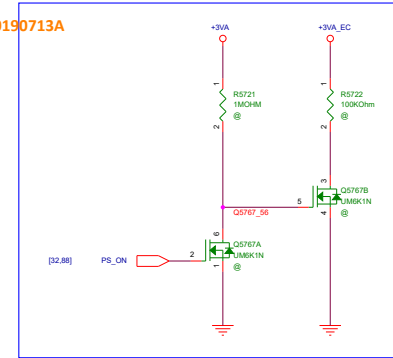 0190713A
+3VA
+3VA_EC
1
R5721
1MOHM
2
@
1
R5722
100KOhm
2
@
3
Q5767B
5
UM6K1N
4
@
Q5767_56
6
Q5767A
[32,88]
PS_ON
2
UM6K1N
1
@